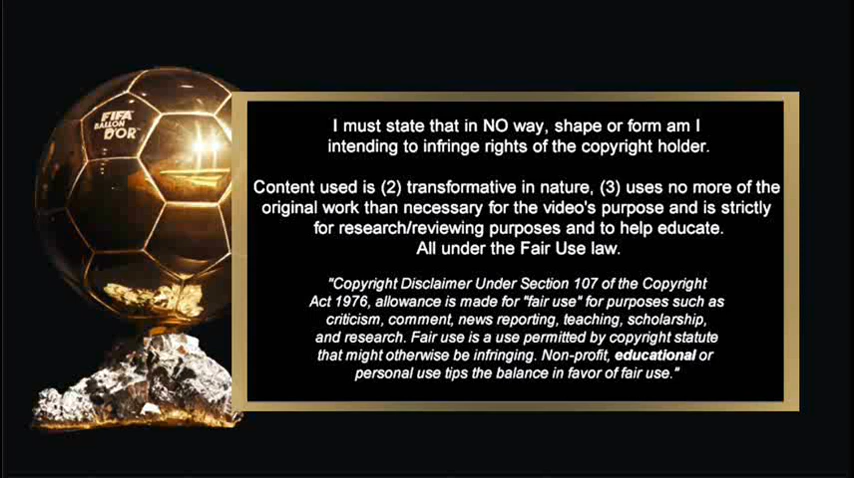 FIFA
BALLON
D'OR
I must state that in NO way, shape or form am I
intending to infringe rights of the copyright holder.
Content used is (2) transformative in nature, (3) uses no more of the
original work than necessary for the video's purpose and is strictly
for research/reviewing purposes and to help educate.
All under the Fair Use law.
"Copyright Disclaimer Under Section 107 of the Copyright
Act 1976, allowance is made for "fair use" for purposes such as
criticism, comment, news reporting, teaching, scholarship,
and research. Fair use is a use permitted by copyright statute
that might otherwise be infringing. Non-profit, educational or
personal use tips the balance in favor of fair use."